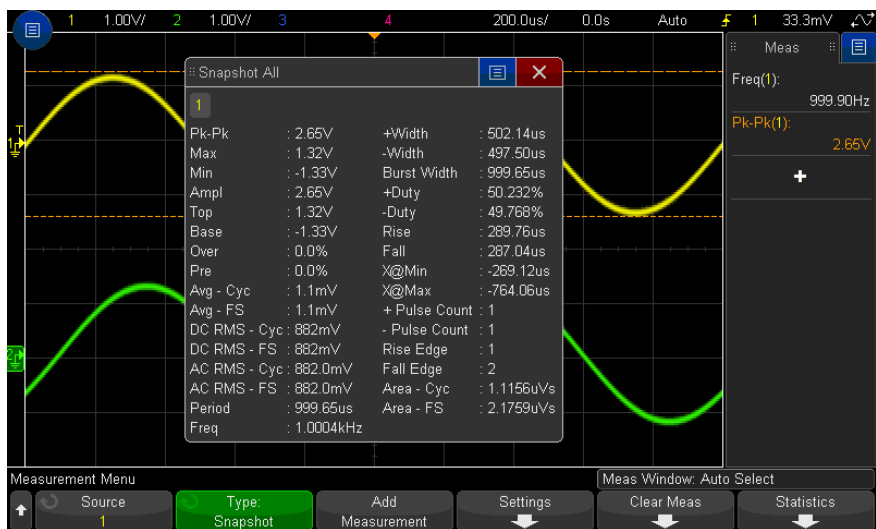 1 1.00V/ 2 1.00V/ 3 4 200.0us/ 0.0s Auto 1 33.3mV
Meas
Freq(1):
999.90Hz
Pk-Pk(1):
2.65V
+
Snapshot All
1
Pk-Pk : 2.65V +Width : 502.14us
Max : 1.32V -Width : 497.50us
Min : -1.33V Burst Width : 999.65us
Ampl : 2.65V +Duty : 50.232%
Top : 1.32V -Duty : 49.768%
Base : -1.33V Rise : 289.76us
Over : 0.0% Fall : 287.04us
Pre : 0.0% X@Min : -269.12us
Avg - Cyc : 1.1mV X@Max : -764.06us
Avg - FS : 1.1mV + Pulse Count : 1
DC RMS - Cyc : 882mV - Pulse Count : 1
DC RMS - FS : 882mV Rise Edge : 1
AC RMS - Cyc : 882.0mV Fall Edge : 2
AC RMS - FS : 882.0mV Area - Cyc : 1.1156uVs
Period : 999.65us Area - FS : 2.1759uVs
Freq : 1.0004kHz
T
1
2
Measurement Menu
Meas Window: Auto Select
Source
1
Type:
Snapshot
Add
Measurement
Settings
Clear Meas
Statistics